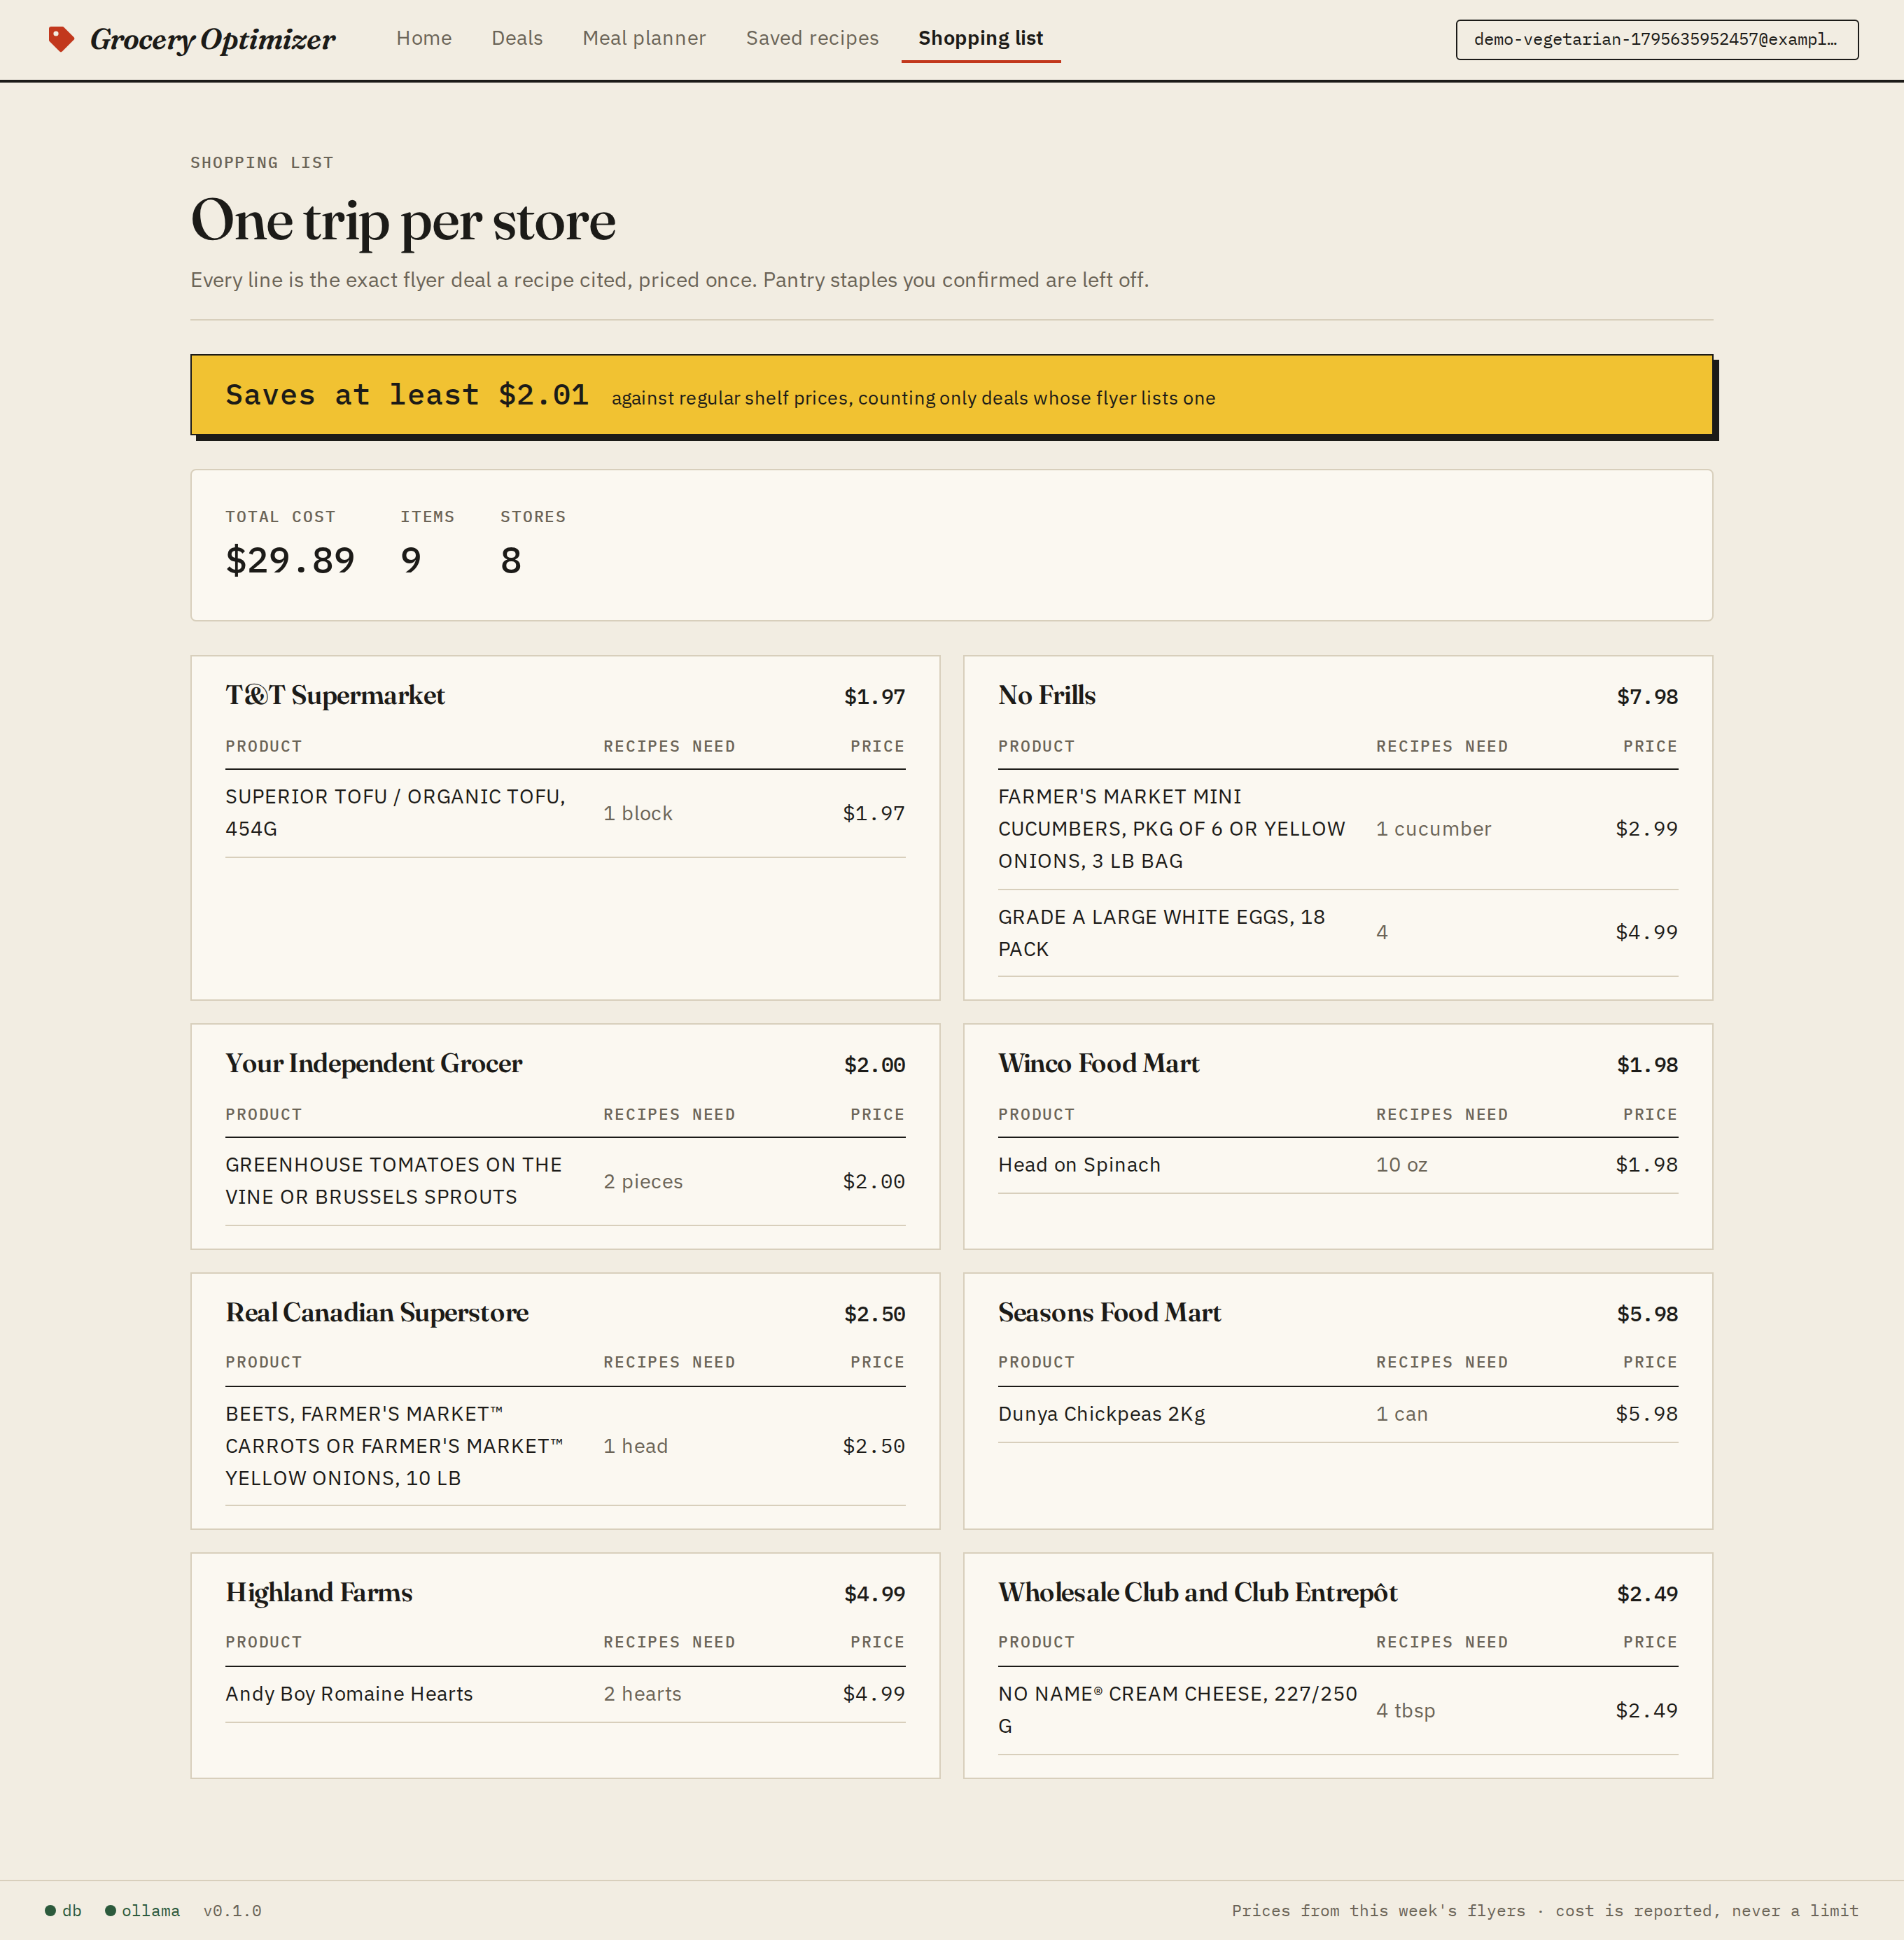 Grocery Optimizer
Home Deals Meal planner Saved recipes Shopping list
demo-vegetarian-1795635952457@exampl…
SHOPPING LIST
One trip per store
Every line is the exact flyer deal a recipe cited, priced once. Pantry staples you confirmed are left off.
Saves at least $2.01 against regular shelf prices, counting only deals whose flyer lists one
TOTAL COST ITEMS STORES
$29.89 9 8
T&T Supermarket $1.97
PRODUCT RECIPES NEED PRICE
SUPERIOR TOFU / ORGANIC TOFU,
454G
1 block $1.97
No Frills $7.98
PRODUCT RECIPES NEED PRICE
FARMER'S MARKET MINI
CUCUMBERS, PKG OF 6 OR YELLOW
ONIONS, 3 LB BAG
1 cucumber $2.99
GRADE A LARGE WHITE EGGS, 18
PACK
4 $4.99
Your Independent Grocer $2.00
PRODUCT RECIPES NEED PRICE
GREENHOUSE TOMATOES ON THE
VINE OR BRUSSELS SPROUTS
2 pieces $2.00
Winco Food Mart $1.98
PRODUCT RECIPES NEED PRICE
Head on Spinach 10 oz $1.98
Real Canadian Superstore $2.50
PRODUCT RECIPES NEED PRICE
BEETS, FARMER'S MARKET™
CARROTS OR FARMER'S MARKET™
YELLOW ONIONS, 10 LB
1 head $2.50
Seasons Food Mart $5.98
PRODUCT RECIPES NEED PRICE
Dunya Chickpeas 2Kg 1 can $5.98
Highland Farms $4.99
PRODUCT RECIPES NEED PRICE
Andy Boy Romaine Hearts 2 hearts $4.99
Wholesale Club and Club Entrepôt $2.49
PRODUCT RECIPES NEED PRICE
NO NAME® CREAM CHEESE, 227/250
G
4 tbsp $2.49
db ollama v0.1.0
Prices from this week's flyers · cost is reported, never a limit